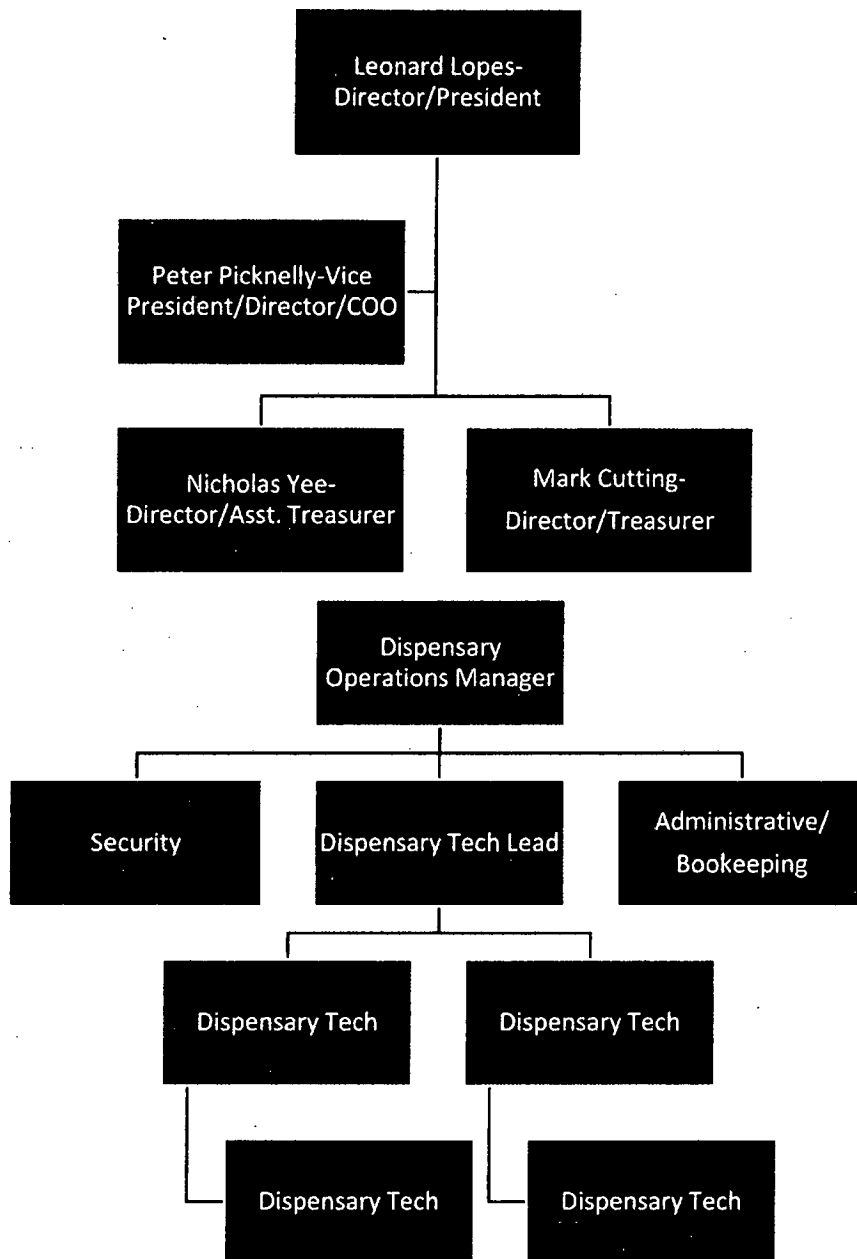 Leonard Lopes-
Director/President
Peter Picknelly-Vice
President/Director/COO
Nicholas Yee-
Director/Asst. Treasurer
Mark Cutting-
Director/Treasurer
Dispensary
Operations Manager
Security
Dispensary Tech Lead
Administrative/
Bookeeping
Dispensary Tech
Dispensary Tech
Dispensary Tech
Dispensary Tech